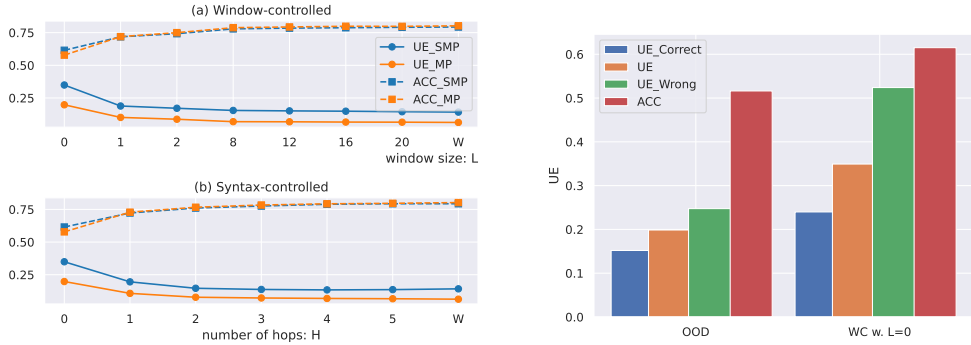 (a) Window-controlled
0.75
0.50
0.25
UE_SMP
UE_MP
ACC_SMP
ACC_MP
0 1 2 8 12 16 20 W
window size: L
(b) Syntax-controlled
0.75
0.50
0.25
0 1 2 3 4 5 W
number of hops: H
UE
0.6
0.5
0.4
0.3
0.2
0.1
0.0
UE_Correct
UE
UE_Wrong
ACC
OOD WC w. L=0